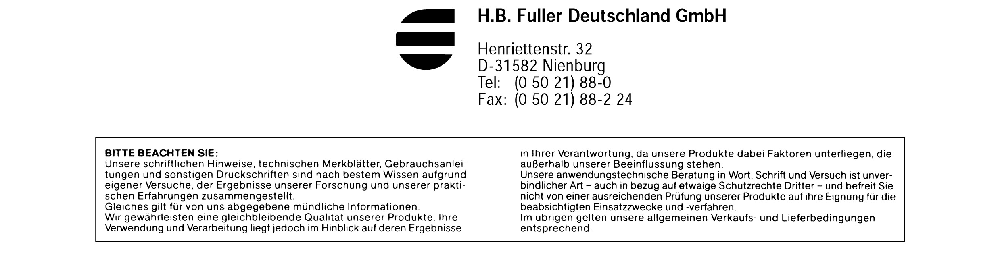 H.B. Fuller Deutschland GmbH
Henriettenstr. 32
D-31582 Nienburg
Tel: (0 50 21) 88-0
Fax: (0 50 21) 88-2 24
BITTE BEACHTEN SIE:
Unsere schriftlichen Hinweise, technischen Merkblätter, Gebrauchsanlei-
tungen und sonstigen Druckschriften sind nach bestem Wissen aufgrund
eigener Versuche, der Ergebnisse unserer Forschung und unserer prakti-
schen Erfahrungen zusammengestellt.
Gleiches gilt für von uns abgegebene mündliche Informationen.
Wir gewährleisten eine gleichbleibende Qualität unserer Produkte. Ihre
Verwendung und Verarbeitung liegt jedoch im Hinblick auf deren Ergebnisse
in Ihrer Verantwortung, da unsere Produkte dabei Faktoren unterliegen, die
außerhalb unserer Beeinflussung stehen.
Unsere anwendungstechnische Beratung in Wort, Schrift und Versuch ist unver-
bindlicher Art – auch in bezug auf etwaige Schutzrechte Dritter – und befreit Sie
nicht von einer ausreichenden Prüfung unserer Produkte auf ihre Eignung für die
beabsichtigten Einsatzzwecke und -verfahren.
Im übrigen gelten unsere allgemeinen Verkaufs- und Lieferbedingungen
entsprechend.